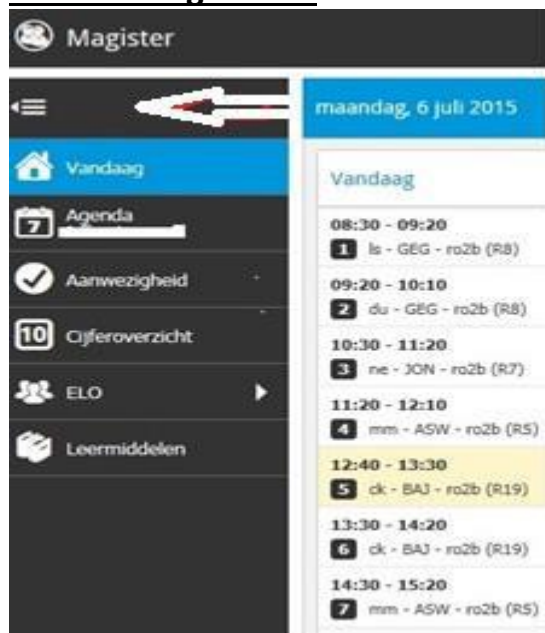 Magister
Vandaag
7 Agenda
Aanwezigheid
10 Cijferoverzicht
ELO
Leermiddelen
maandag, 6 juli 2015
Vandaag
08:30 - 09:20
1 ls - GEG - ro2b (R8)
09:20 - 10:10
2 du - GEG - ro2b (R8)
10:30 - 11:20
3 ne - JON - ro2b (R7)
11:20 - 12:10
4 mm - ASW - ro2b (R5)
12:40 - 13:30
5 ck - BAJ - ro2b (R19)
13:30 - 14:20
6 ck - BAJ - ro2b (R19)
14:30 - 15:20
7 mm - ASW - ro2b (R5)